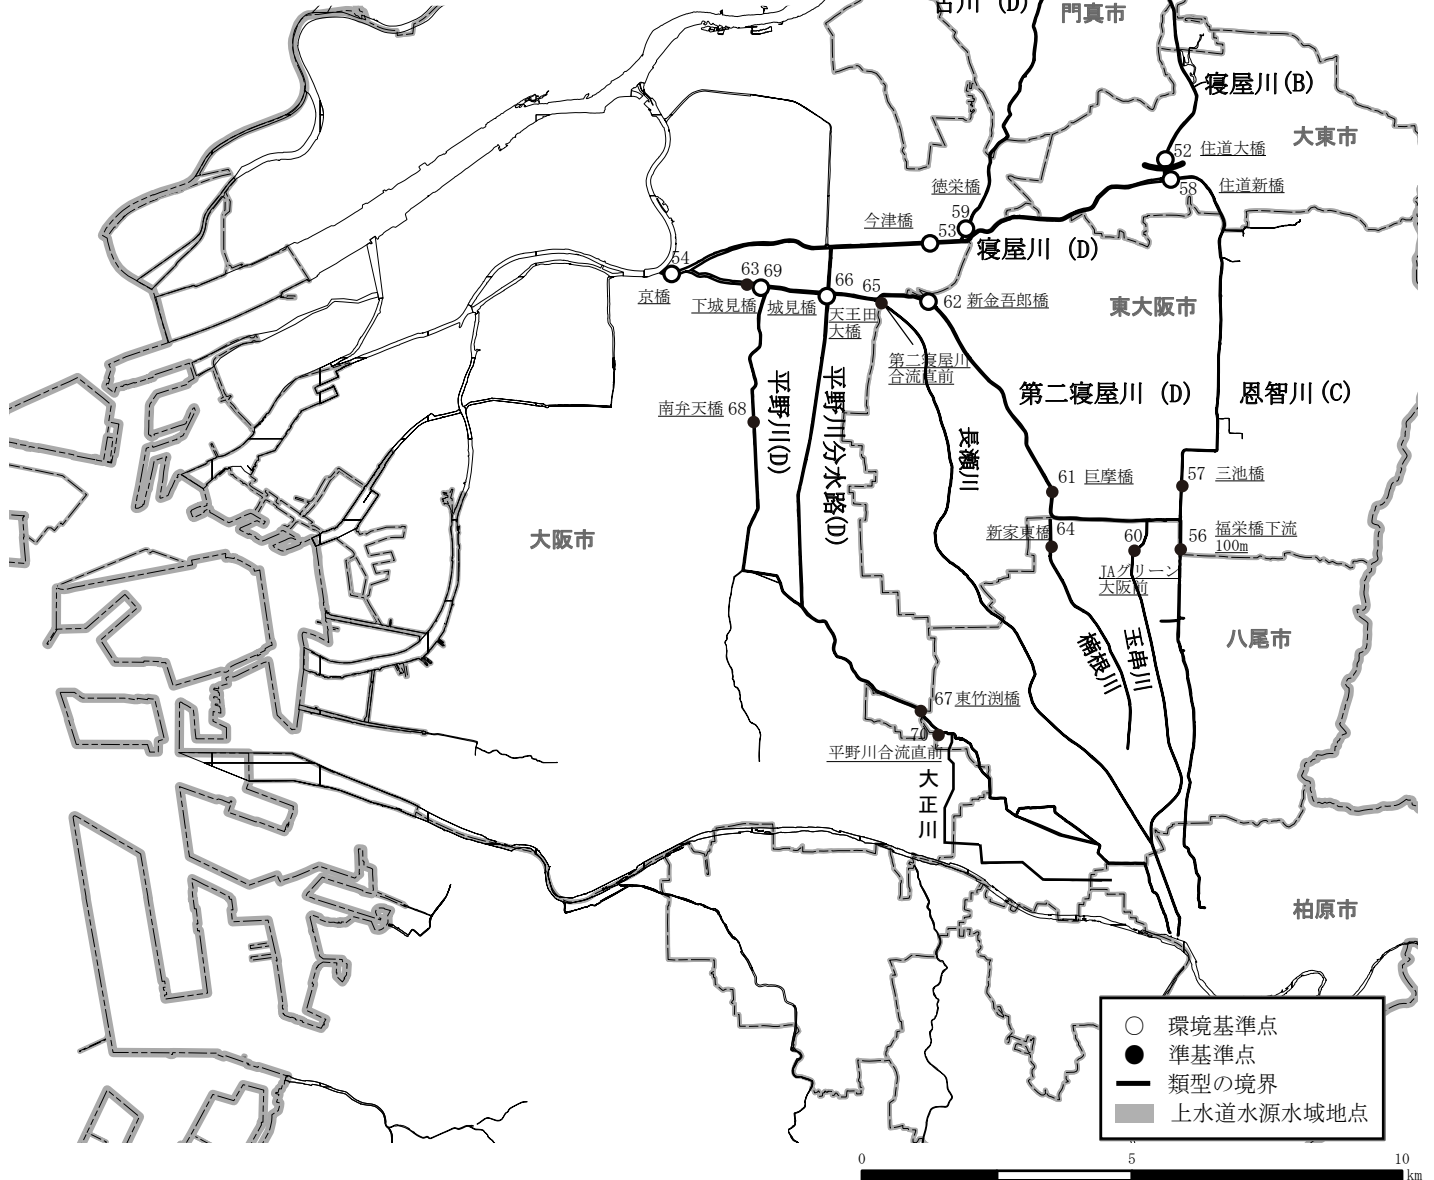 古川 (D)
門真市
寝屋川(B)
大東市
52 住道大橋
58 住道新橋
徳栄橋
59
今津橋
53
寝屋川 (D)
54
京橋
63
69
下城見橋
城見橋
66
65
天王田
大橋
62 新金吾郎橋
東大阪市
第二寝屋川
合流直前
第二寝屋川 (D)
恩智川(C)
平野川(D)
平野川分水路(D)
南弁天橋 68
長瀬川
61 巨摩橋
57 三池橋
大阪市
新家東橋 64
60
56 福栄橋下流
100m
JAグリーン
大阪前
八尾市
楠根川
玉串川
67 東竹渕橋
70
平野川合流直前
大正川
柏原市
環境基準点
準基準点
類型の境界
上水道水源水域地点
0
5
10
km